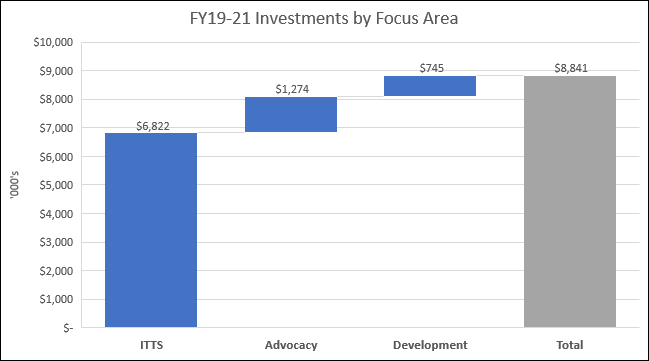 FY19-21 Investments by Focus Area
$10,000
$9,000
$8,000
$7,000
$6,000
$5,000
$4,000
$3,000
$2,000
$1,000
$-
'000's
$6,822
$1,274
$745
$8,841
ITTS
Advocacy
Development
Total